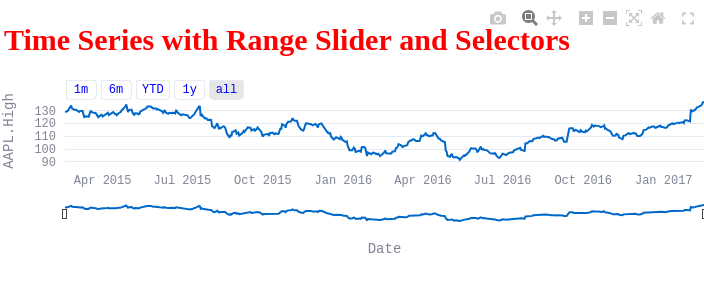 Time Series with Range Slider and Selectors
1m 6m YTD 1y all
AAPL.High
130
120
110
100
90
Apr 2015 Jul 2015 Oct 2015 Jan 2016 Apr 2016 Jul 2016 Oct 2016 Jan 2017
Date